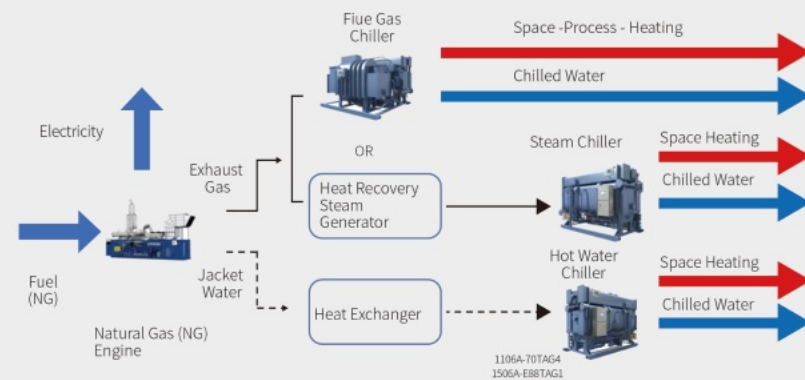 Fiue Gas
Chiller
Space -Process - Heating
Chilled Water
Electricity
Exhaust
Gas
OR
Steam Chiller
Space Heating
Chilled Water
Heat Recovery
Steam
Generator
Fuel
(NG)
Jacket
Water
Natural Gas (NG)
Engine
Heat Exchanger
Hot Water
Chiller
Space Heating
Chilled Water
1106A-70TAG4
1506A-E88TAG1